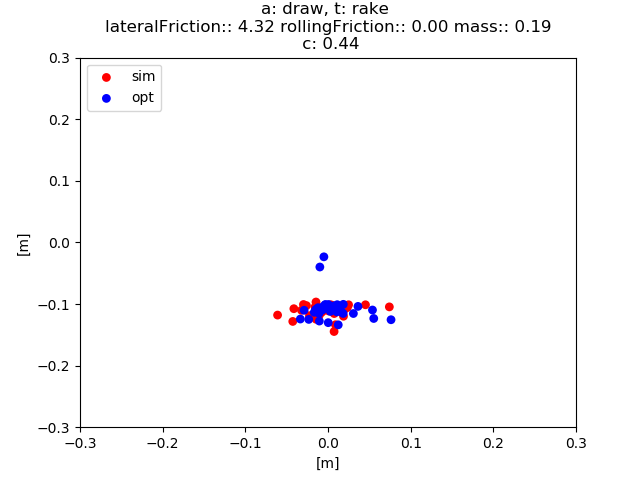 a: draw, t: rake
lateralFriction:: 4.32 rollingFriction:: 0.00 mass:: 0.19
c: 0.44
sim
opt
0.3
0.2
0.1
0.0
−0.1
−0.2
−0.3
[m]
−0.3
−0.2
−0.1
0.0
0.1
0.2
0.3
[m]